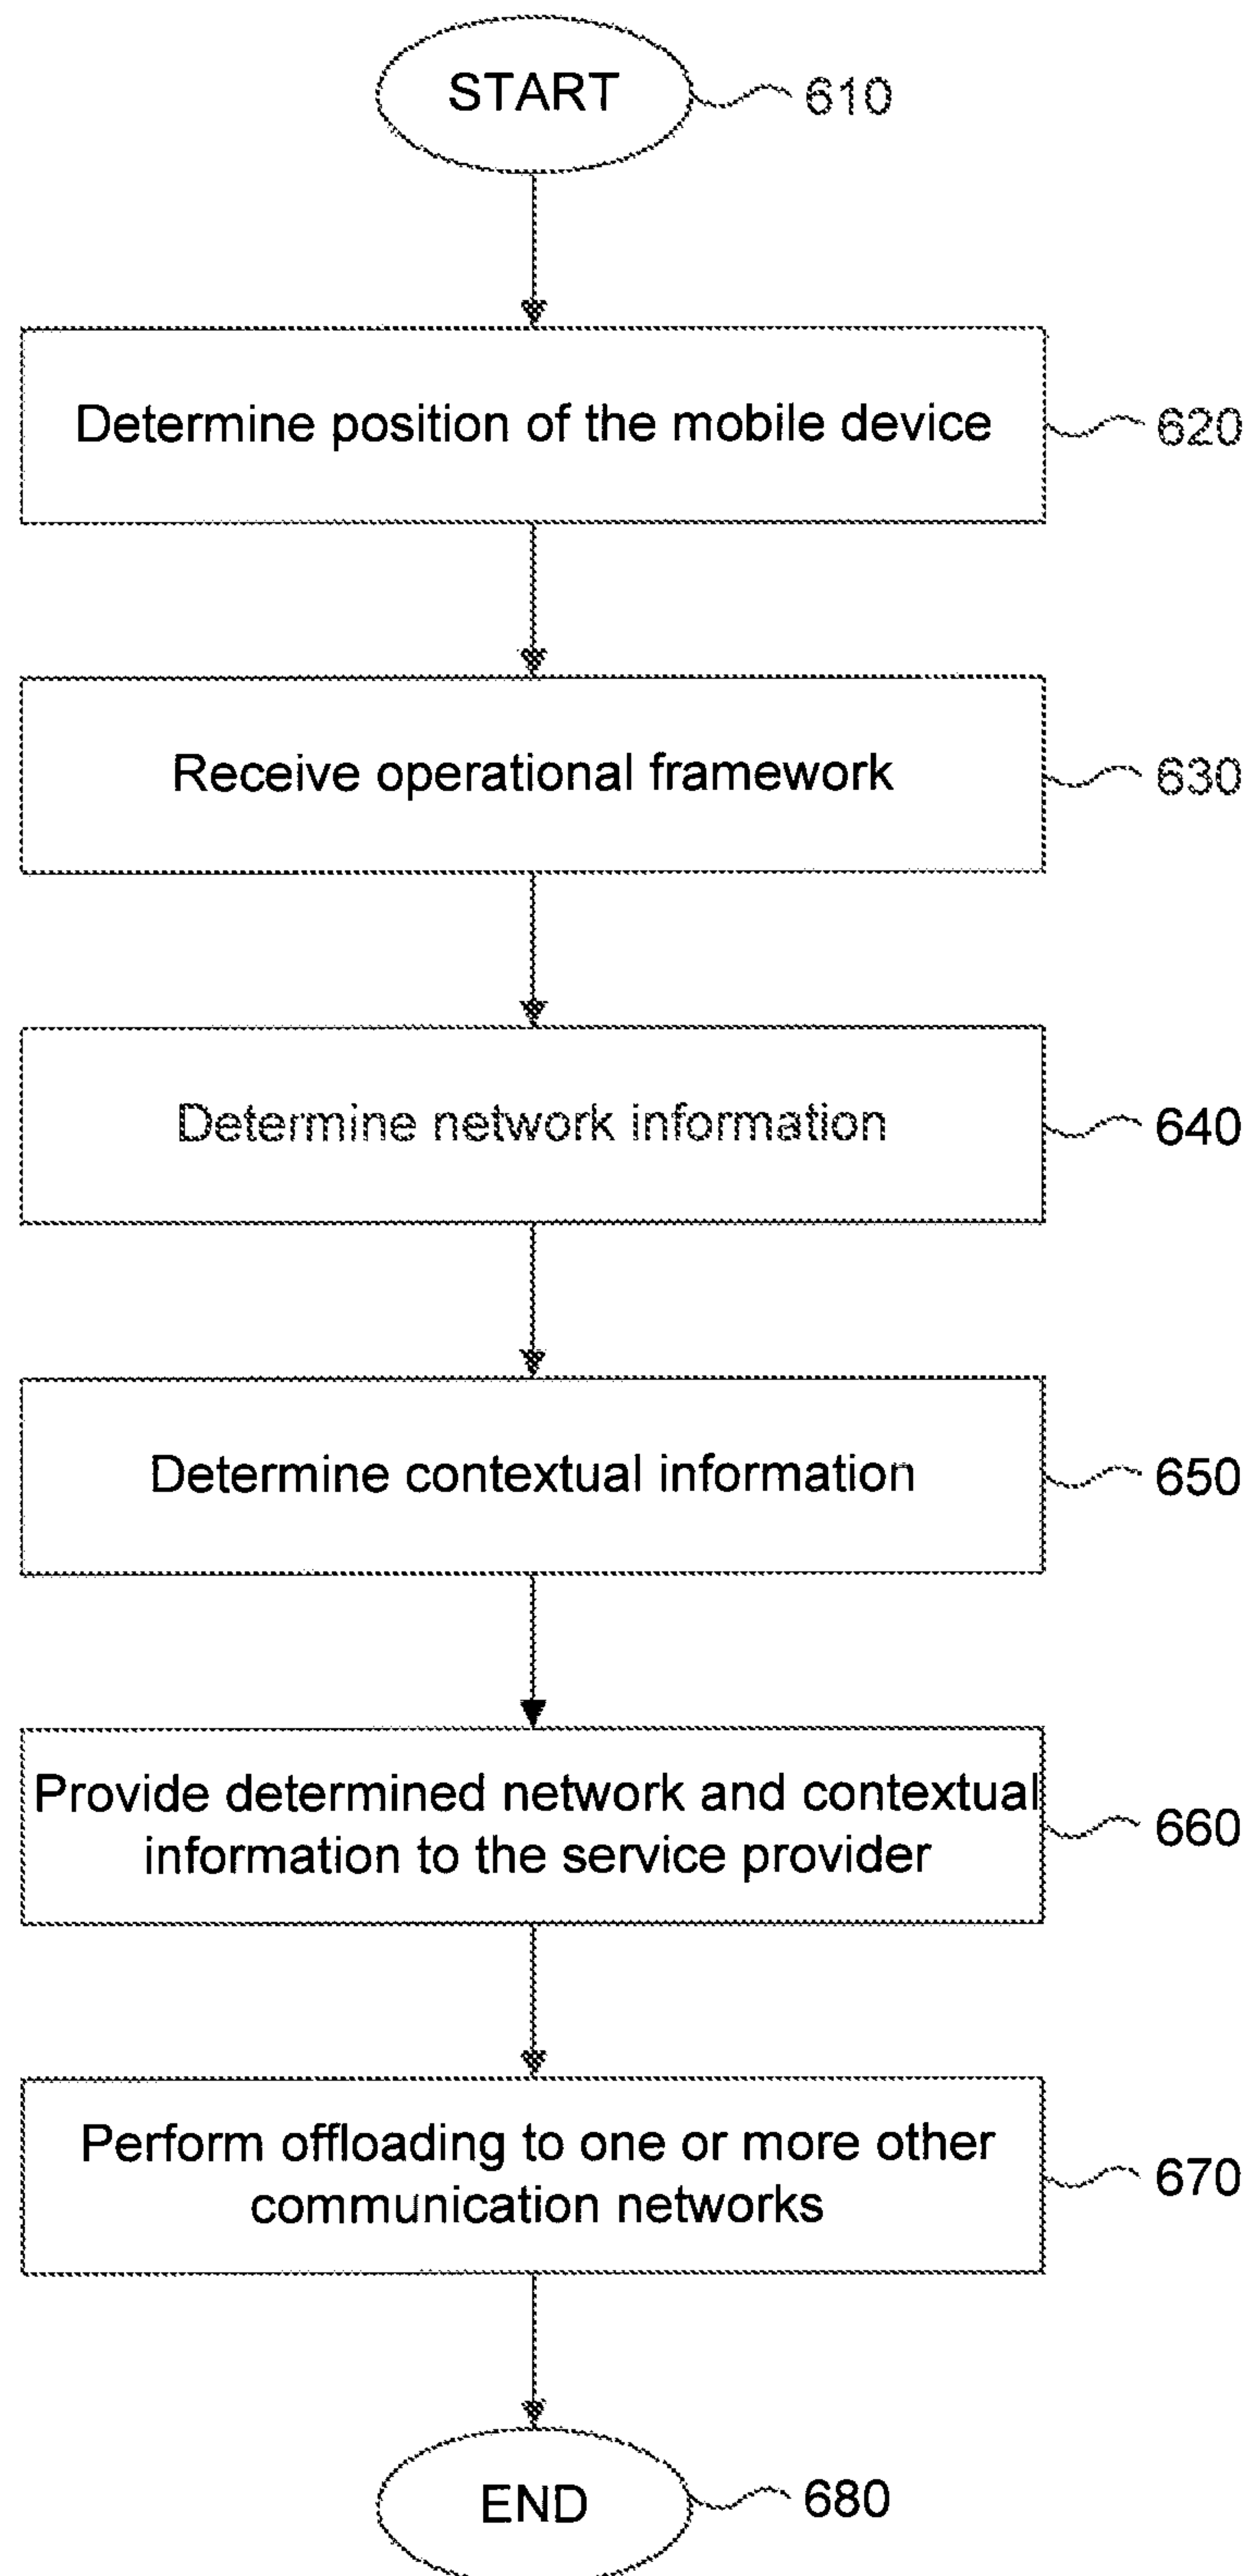 START
610
Determine position of the mobile device
620
Receive operational framework
630
Determine network information
640
Determine contextual information
650
Provide determined network and contextual
information to the service provider
660
Perform offloading to one or more other
communication networks
670
END
680